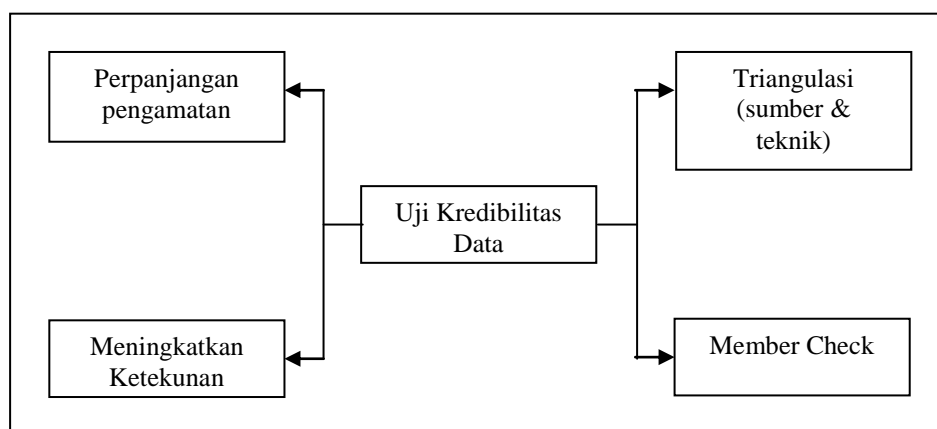 Perpanjangan
pengamatan
Triangulasi
(sumber &
teknik)
Uji Kredibilitas
Data
Meningkatkan
Ketekunan
Member Check